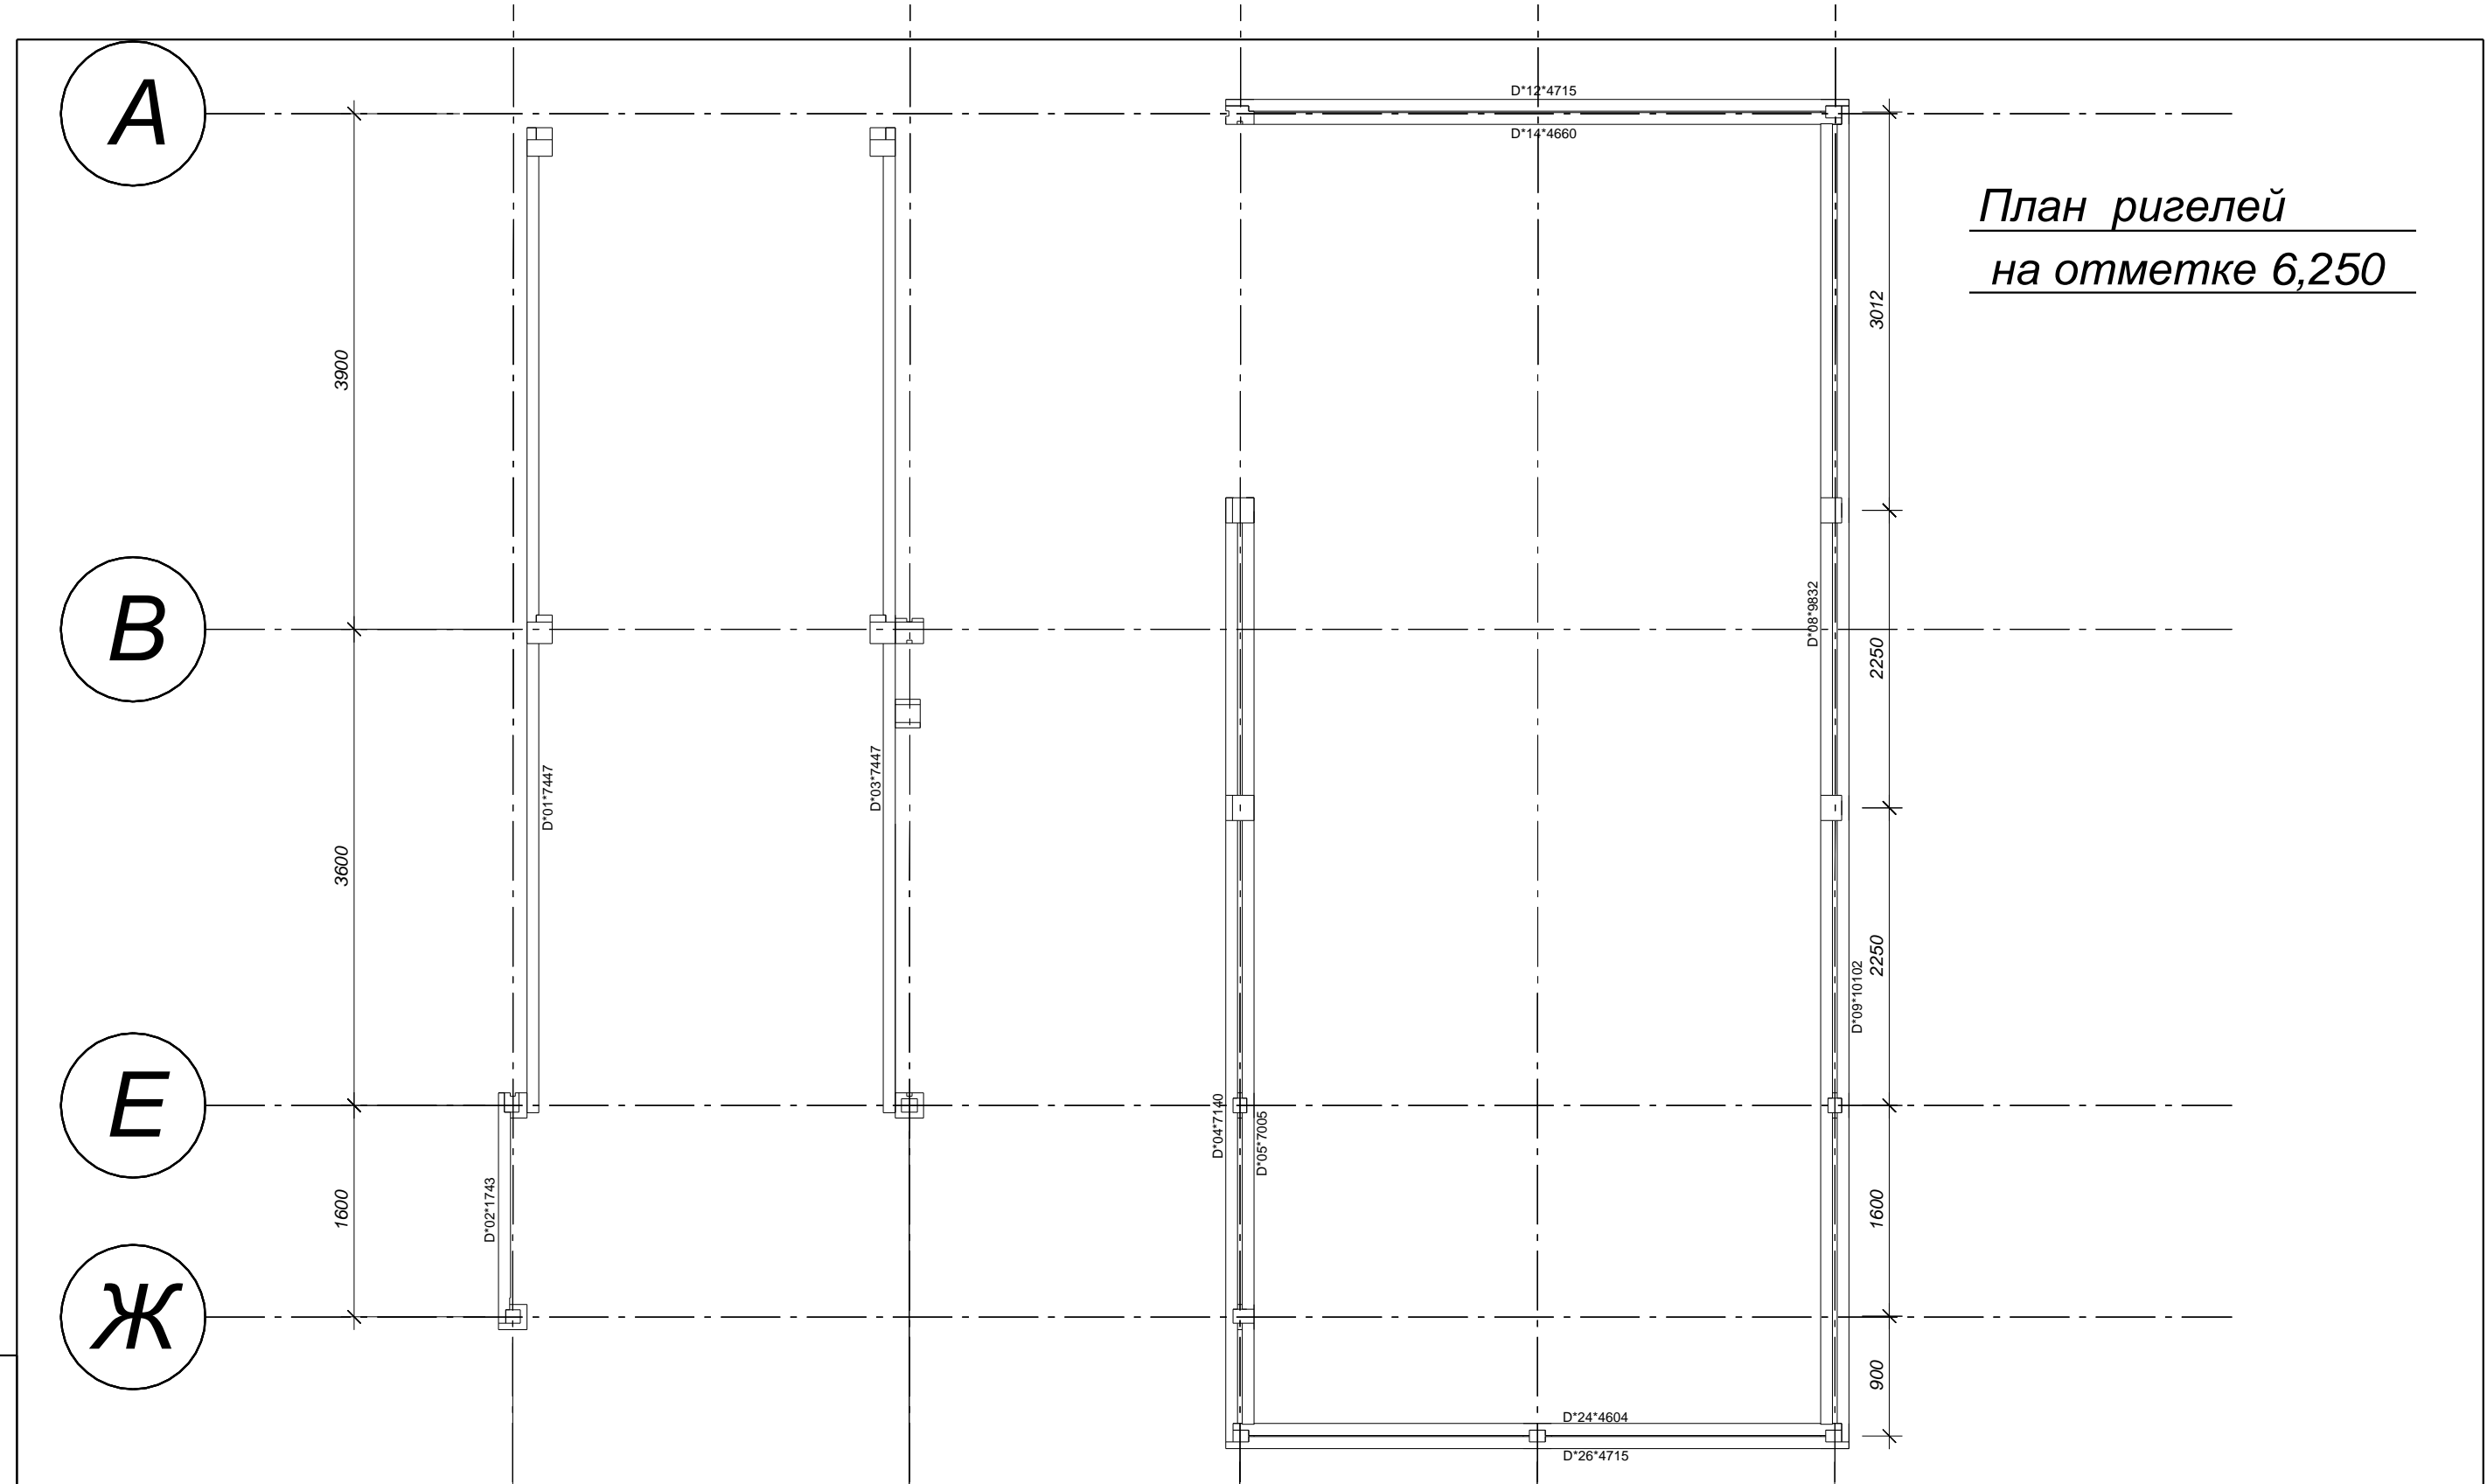 А
D*12*4715
D*14*4660
План ригелей
на отметке 6,250
3012
3900
В
D*08*9832
2250
D*01*7447
D*03*7447
3600
2250
D*09*10102
Е
D*04*7140
D*05*7005
D*02*1743
1600
1600
Ж
900
D*24*4604
D*26*4715